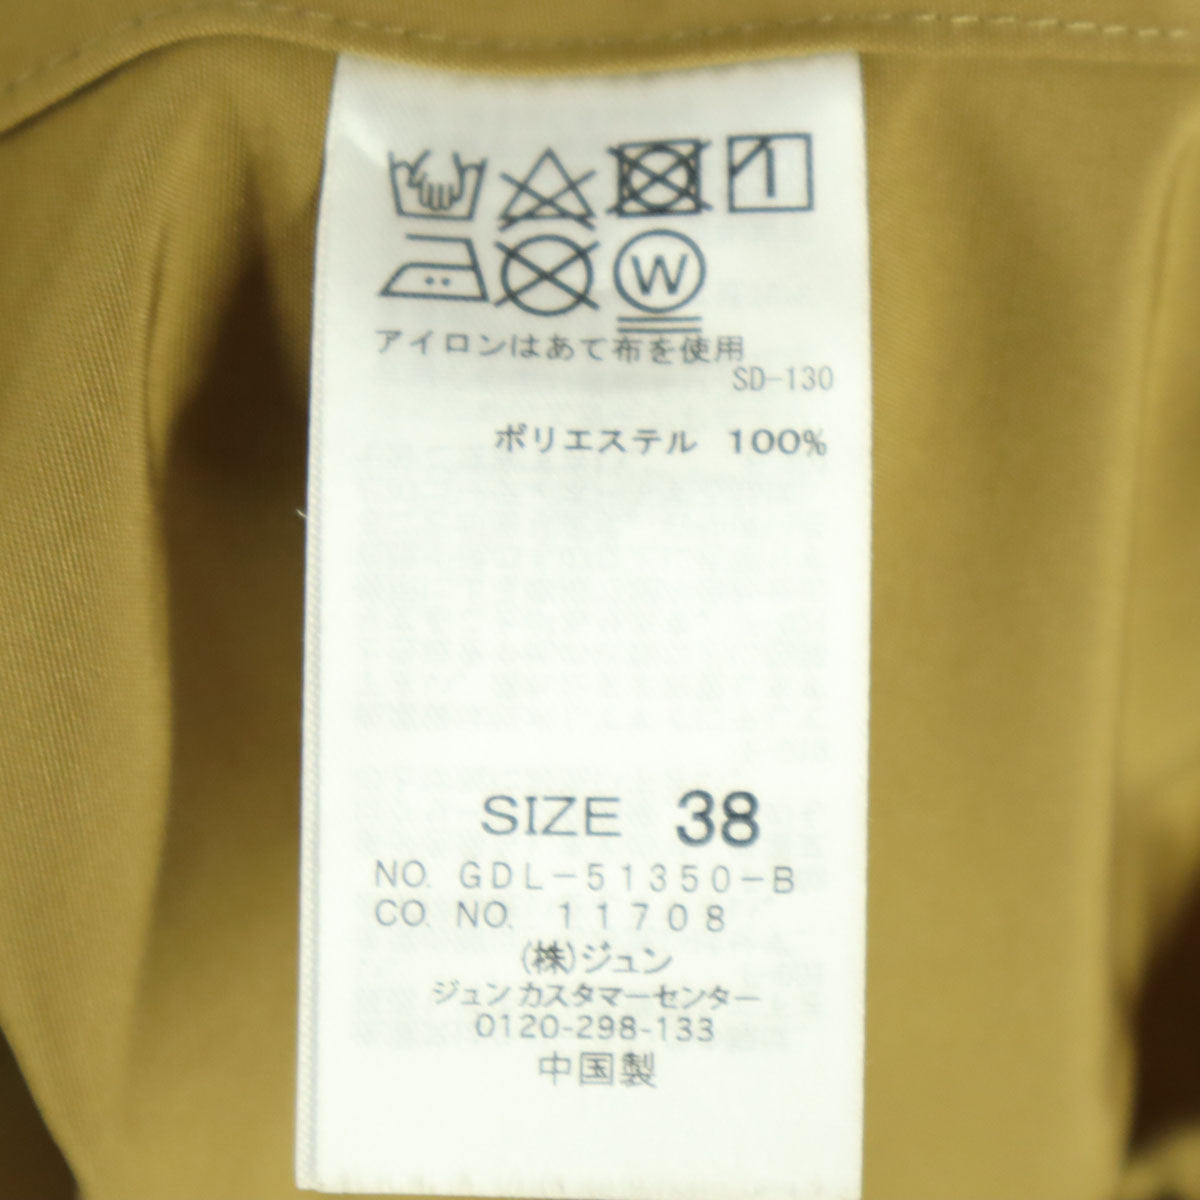 W
アイロンはあて布を使用
SD-130
ポリエステル 100%
SIZE 38
NO. GDL-51350-B
CO. NO. 11708
(株)ジュン
ジュンカスタマーセンター
0120-298-133
中国製